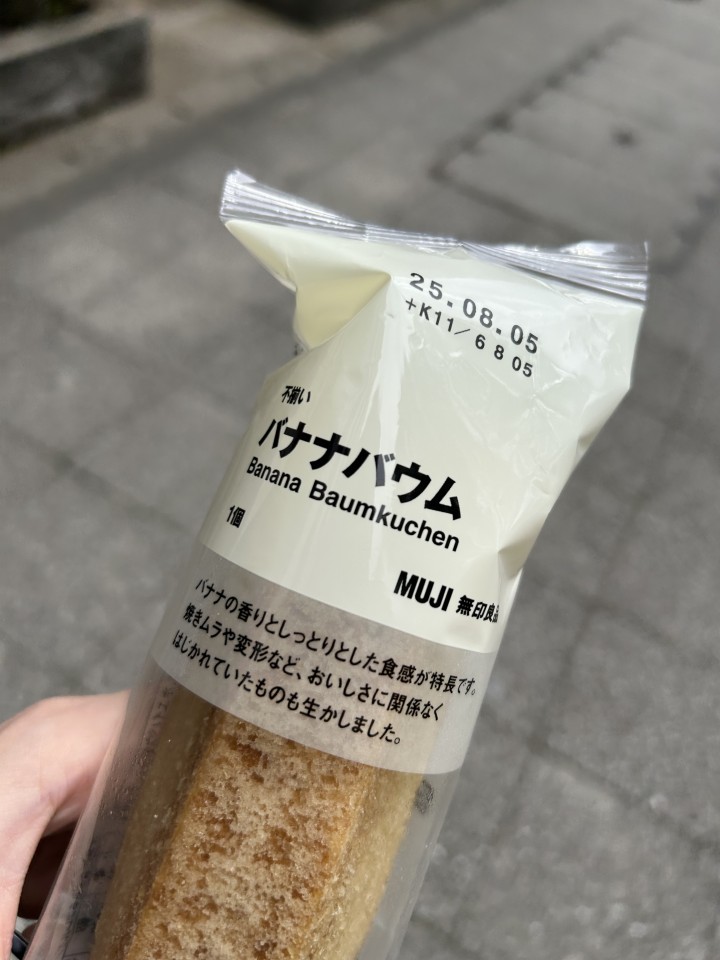 25.08.05
+K11/6 8 05
不揃い
バナナバウム
Banana Baumkuchen
1個
MUJI 無印良品
バナナの香りとしっとりとした食感が特長です。
焼きムラや変形など、おいしさに関係なく
はじかれていたものも生かしました。